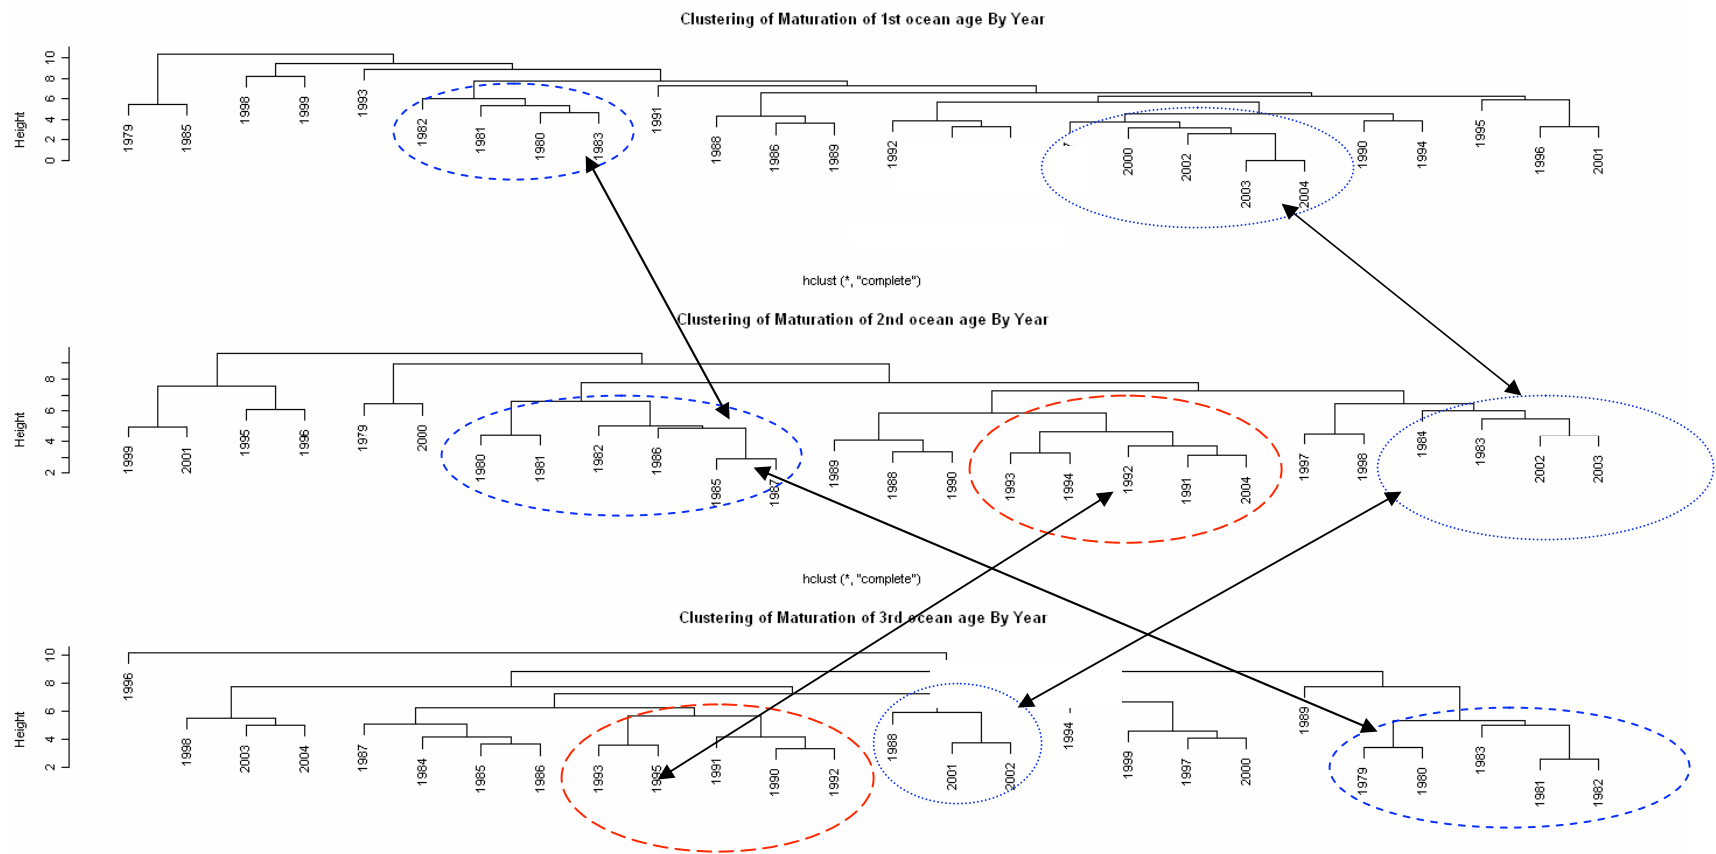 Clustering of Maturation of 1st ocean age By Year
Height
0 2 4 6 8 10
1979 1985 1998 1999 1993 1982 1981 1980 1983 1991 1988 1986 1989 1992 2000 2002 2003 2004 1990 1994 1995 1996 2001
hclust (*, "complete")
Clustering of Maturation of 2nd ocean age By Year
Height
2 4 6 8
1999 2001 1995 1996 1979 2000 1980 1981 1982 1986 1985 1987 1989 1988 1990 1993 1994 1992 1991 2004 1997 1998 1984 1983 2002 2003
hclust (*, "complete")
Clustering of Maturation of 3rd ocean age By Year
Height
2 4 6 8 10
1996 1998 2003 2004 1987 1984 1985 1986 1993 1995 1991 1990 1992 1988 2001 2002 1994 1999 1997 2000 1989 1979 1980 1983 1981 1982